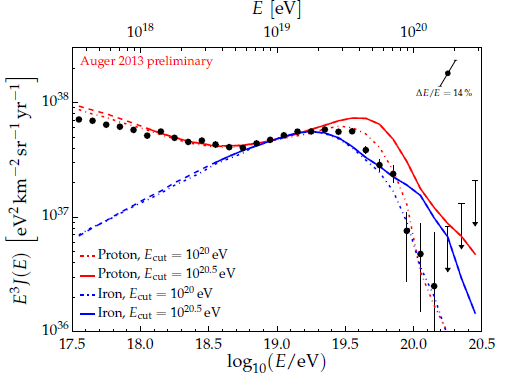 E [eV]
10^18 10^19 10^20
Auger 2013 preliminary
ΔE/E = 14%
E^3 J(E) [eV^2 km^−2 sr^−1 yr^−1]
10^38
10^37
10^36
Proton, E_cut = 10^20 eV
Proton, E_cut = 10^20.5 eV
Iron, E_cut = 10^20 eV
Iron, E_cut = 10^20.5 eV
17.5 18.0 18.5 19.0 19.5 20.0 20.5
log_10(E/eV)